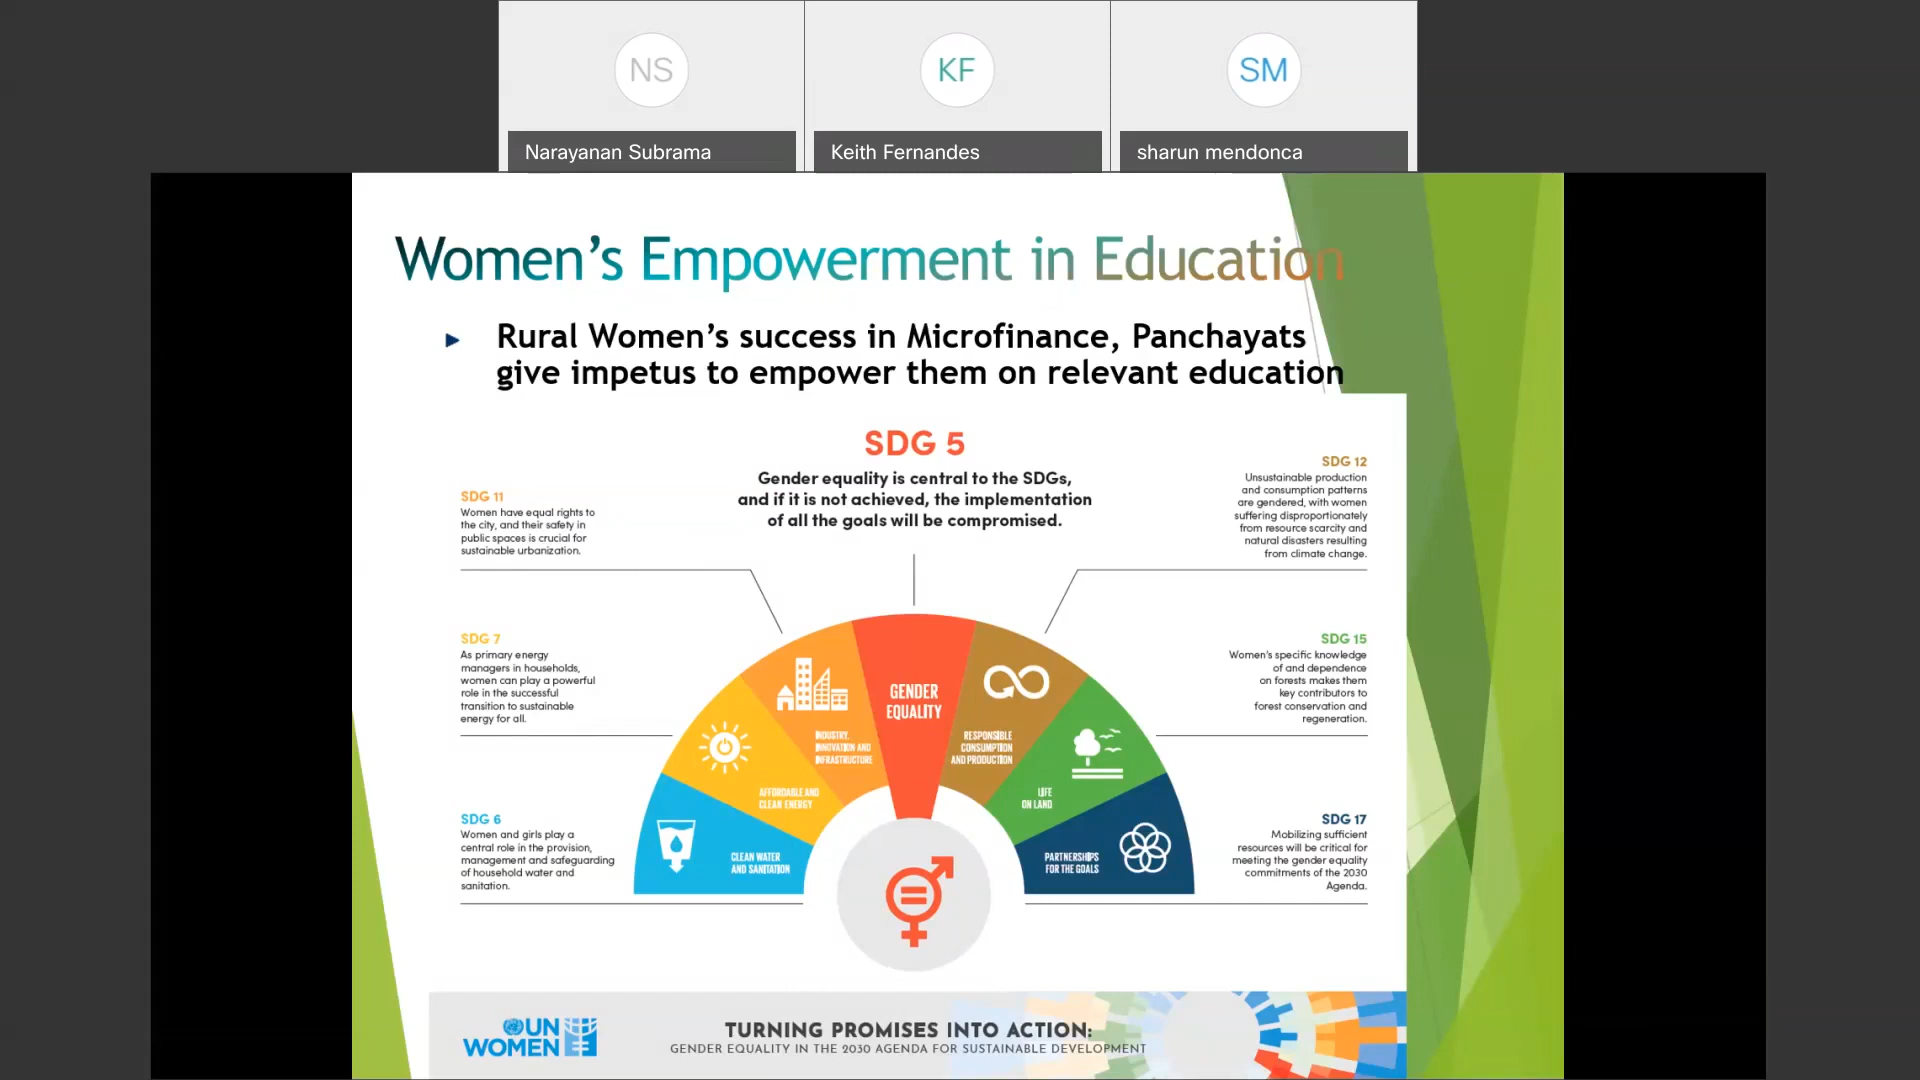 NS
KF
SM
Narayanan Subrama
Keith Fernandes
sharun mendonca
Women's Empowerment in Education
Rural Women's success in Microfinance, Panchayats
give impetus to empower them on relevant education
SDG 5
Gender equality is central to the SDGs,
and if it is not achieved, the implementation
of all the goals will be compromised.
SDG 11
Women have equal rights to
the city, and their safety in
public spaces is crucial for
sustainable urbanization.
SDG 12
Unsustainable production
and consumption patterns
are gendered, with women
suffering disproportionately
from resource scarcity and
natural disasters resulting
from climate change.
SDG 7
As primary energy
managers in households,
women can play a powerful
role in the successful
transition to sustainable
energy for all.
SDG 15
Women's specific knowledge
of and dependence
on forests makes them
key contributors to
forest conservation and
regeneration.
SDG 6
Women and girls play a
central role in the provision,
management and safeguarding
of household water and
sanitation.
SDG 17
Mobilizing sufficient
resources will be critical for
meeting the gender equality
commitments of the 2030
Agenda.
CLEAN WATER
AND SANITATION
AFFORDABLE AND
CLEAN ENERGY
INDUSTRY,
INNOVATION AND
INFRASTRUCTURE
GENDER
EQUALITY
RESPONSIBLE
CONSUMPTION
AND PRODUCTION
LIFE
ON LAND
PARTNERSHIPS
FOR THE GOALS
UN
WOMEN
TURNING PROMISES INTO ACTION:
GENDER EQUALITY IN THE 2030 AGENDA FOR SUSTAINABLE DEVELOPMENT